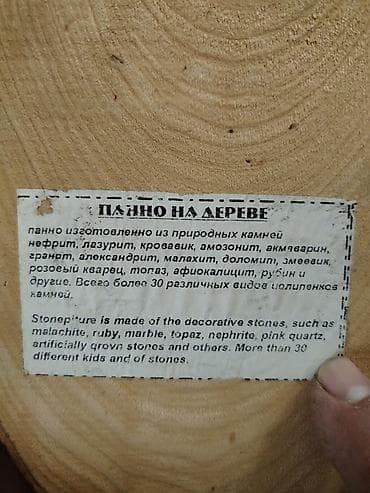 ПАННО НА ДЕРЕВЕ
панно изготовленно из природных камней
нефрит, лазурит, кровавик, амозонит, акмаварин,
гранат, александрит, малахит, доломит, змеевик,
розовый кварец, топаз, афиокалицит, рубин и
другие. Всего более 30 различных видов
камней.
Stonepiture is made of the decorative stones, such as
malachite, ruby, marble, topaz, nephrite, pink quartz,
artificially grovn stones and others. More than 30
different kids and of stones.